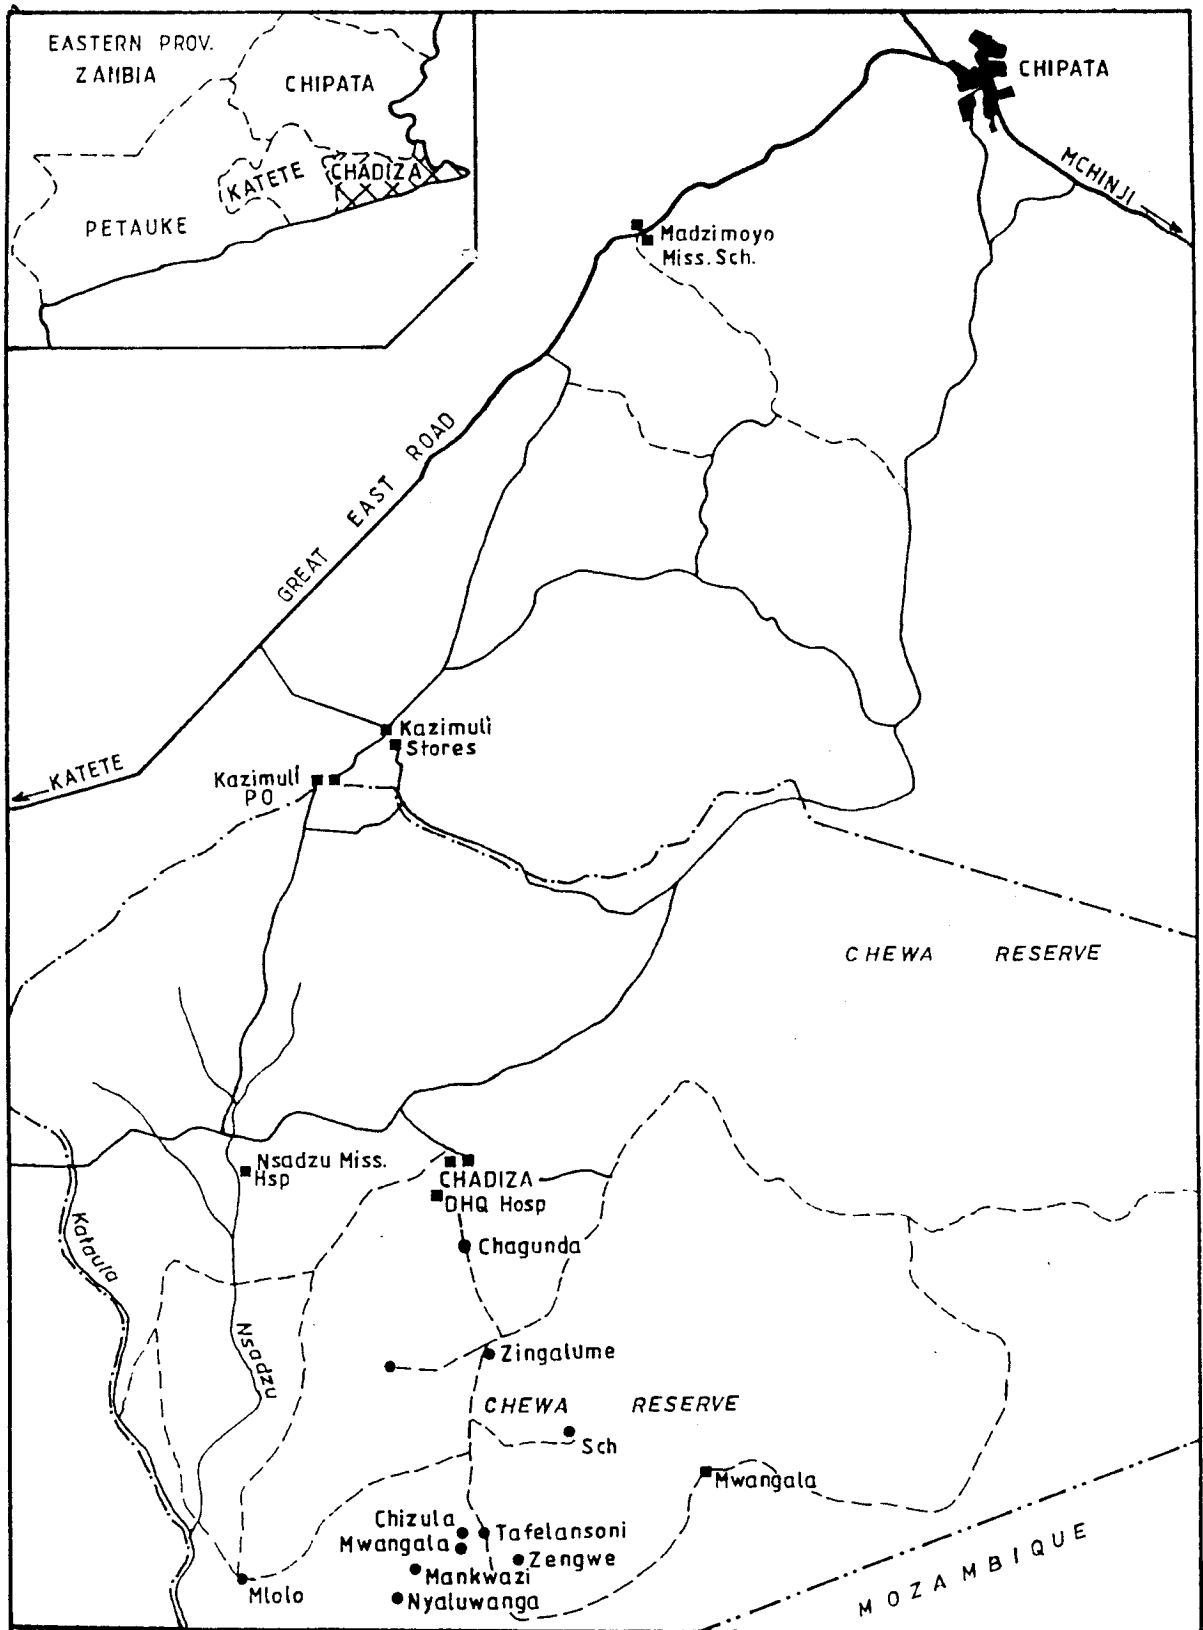 EASTERN PROV.
ZAMBIA
CHIPATA
KATETE
CHADIZA
PETAUKE
CHIPATA
MCHINJI
Madzimoyo
Miss. Sch.
GREAT EAST ROAD
KATETE
Kazimuli
Stores
Kazimuli
PO
CHEWA RESERVE
Nsadzu Miss.
Hsp
CHADIZA
DHQ Hosp
Kataula
Chagunda
Nsadzu
Zingalume
CHEWA RESERVE
Sch
Mwangala
Chizula
Mwangala
Tafelansoni
Zengwe
Mankwazi
Nyaluwanga
Mlolo
MOZAMBIQUE